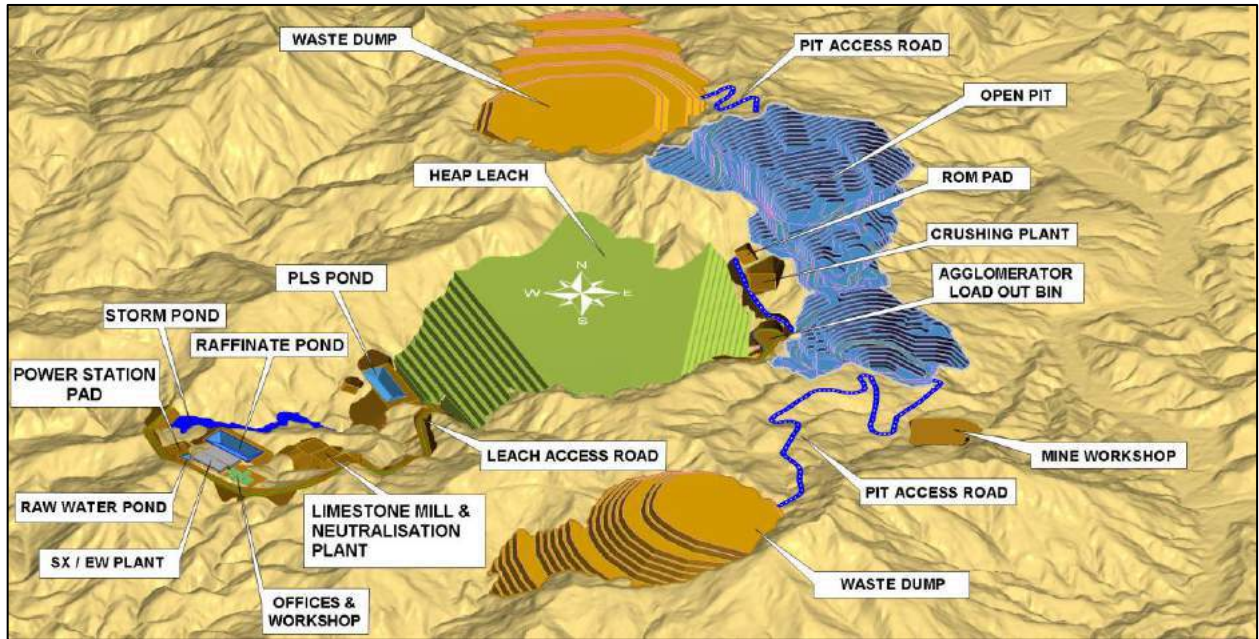 WASTE DUMP
PIT ACCESS ROAD
OPEN PIT
HEAP LEACH
ROM PAD
CRUSHING PLANT
AGGLOMERATOR
LOAD OUT BIN
PLS POND
STORM POND
RAFFINATE POND
POWER STATION
PAD
N
W
E
S
LEACH ACCESS ROAD
MINE WORKSHOP
RAW WATER POND
LIMESTONE MILL &
NEUTRALISATION
PLANT
PIT ACCESS ROAD
SX / EW PLANT
OFFICES &
WORKSHOP
WASTE DUMP